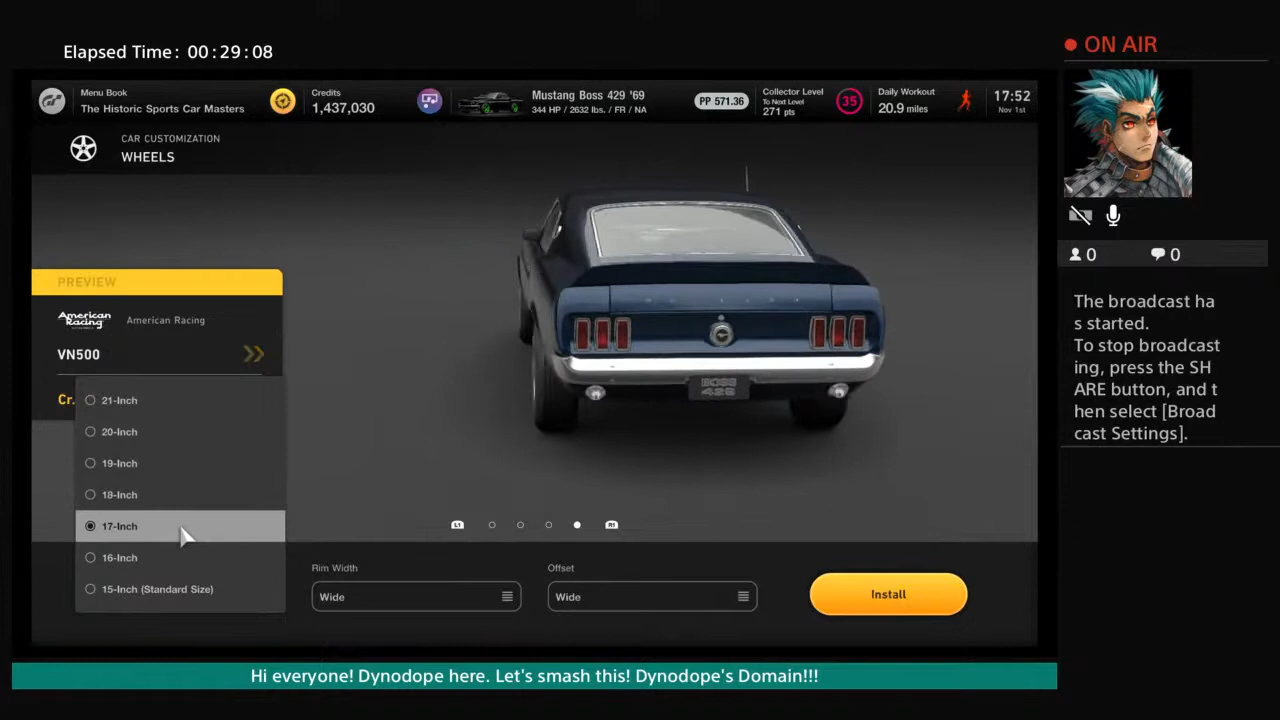 Elapsed Time: 00:29:08
ON AIR
Menu Book
The Historic Sports Car Masters
Credits
1,437,030
Mustang Boss 429 '69
344 HP / 2632 lbs. / FR / NA
PP 571.36
Collector Level
To Next Level
271 pts
35
Daily Workout
20.9 miles
17:52
Nov 1st
CAR CUSTOMIZATION
WHEELS
PREVIEW
American Racing
American Racing
VN500
Cr.
21-Inch
20-Inch
19-Inch
18-Inch
17-Inch
16-Inch
15-Inch (Standard Size)
BOSS
429
L1
R1
Rim Width
Wide
Offset
Wide
Install
0
0
The broadcast ha
s started.
To stop broadcast
ing, press the SH
ARE button, and t
hen select [Broad
cast Settings].
Hi everyone! Dynodope here. Let's smash this! Dynodope's Domain!!!